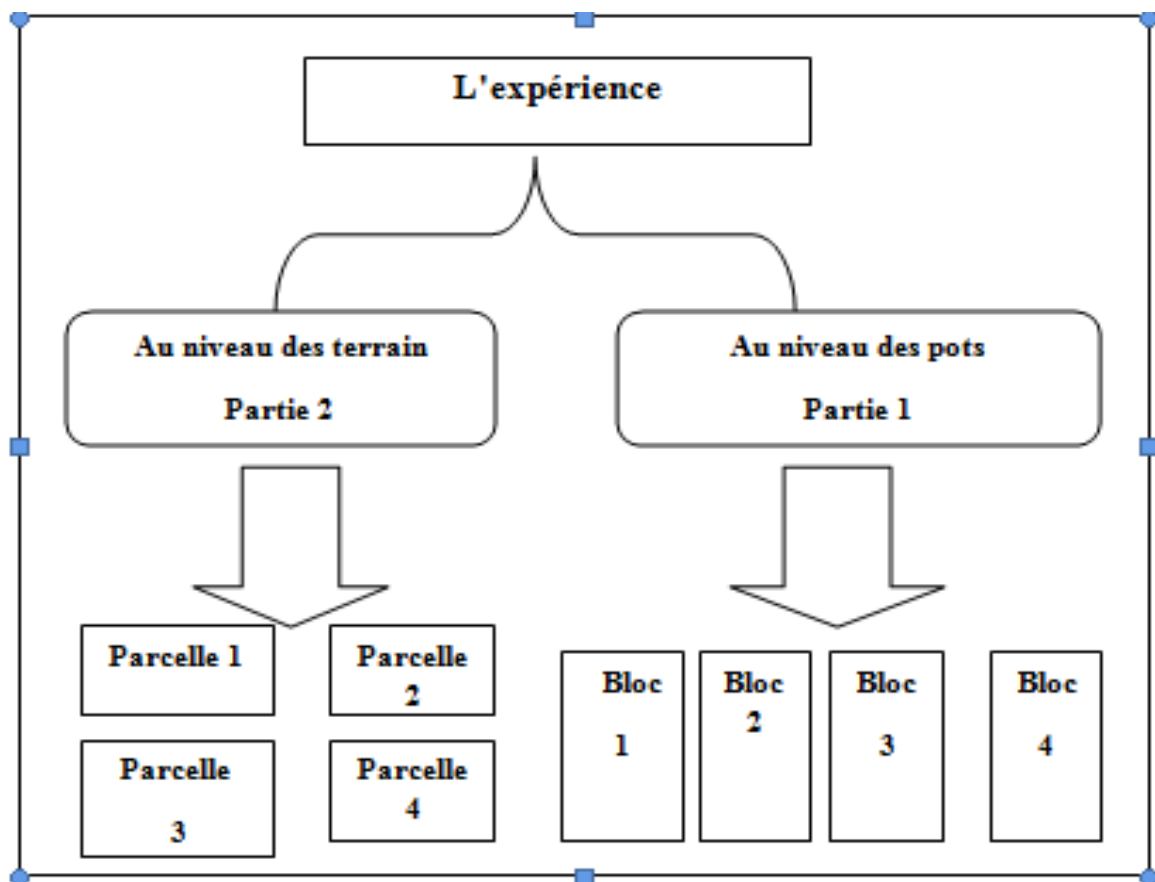 L'expérience
Au niveau des terrain
Partie 2
Au niveau des pots
Partie 1
Parcelle 1
Parcelle
2
Parcelle
3
Parcelle
4
Bloc
1
Bloc
2
Bloc
3
Bloc
4